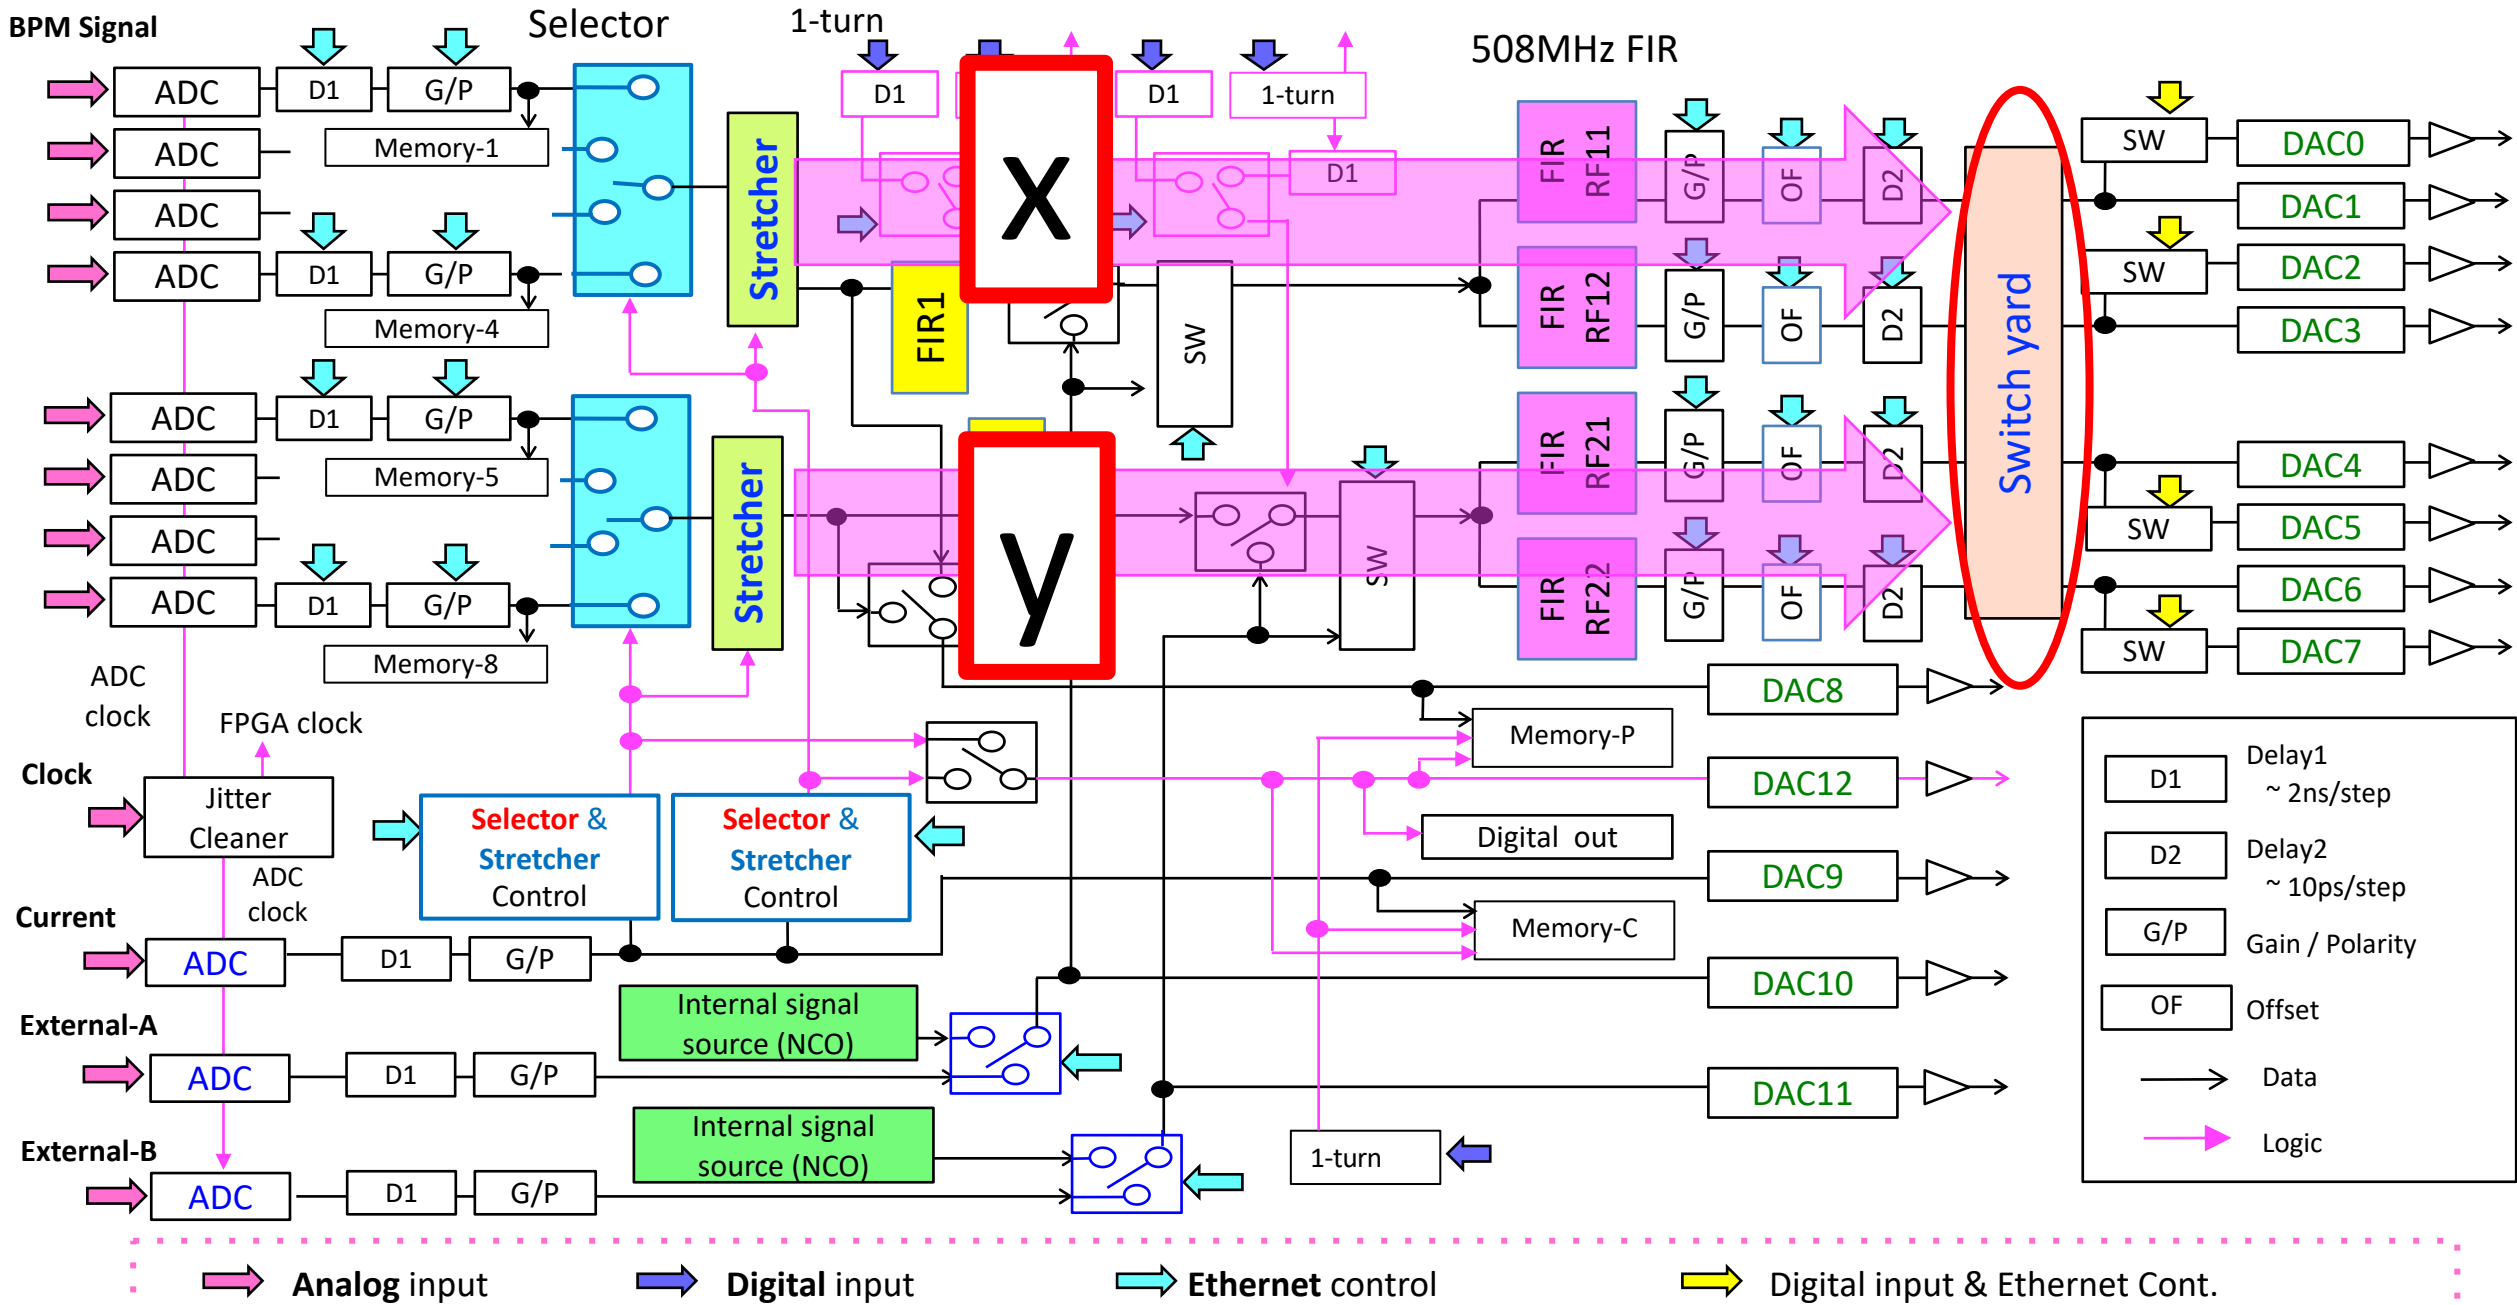 BPM Signal
Selector
1-turn
508MHz FIR
ADC
D1
G/P
Memory-1
ADC
ADC
ADC
D1
G/P
Memory-4
ADC
D1
G/P
Memory-5
ADC
ADC
ADC
D1
G/P
Memory-8
Stretcher
Stretcher
D1
D1
1-turn
D1
X
y
FIR1
SW
SW
FIR
RF11
FIR
RF12
FIR
RF21
FIR
RF22
G/P
OF
D2
G/P
OF
D2
G/P
OF
D2
G/P
OF
D2
Switch yard
SW
DAC0
DAC1
SW
DAC2
DAC3
DAC4
SW
DAC5
DAC6
SW
DAC7
DAC8
Memory-P
DAC12
Digital out
DAC9
Memory-C
DAC10
DAC11
1-turn
ADC
clock
FPGA clock
Clock
Jitter
Cleaner
ADC
clock
Selector &
Stretcher
Control
Selector &
Stretcher
Control
Current
ADC
D1
G/P
External-A
ADC
D1
G/P
Internal signal
source (NCO)
External-B
ADC
D1
G/P
Internal signal
source (NCO)
D1
Delay1
~ 2ns/step
D2
Delay2
~ 10ps/step
G/P
Gain / Polarity
OF
Offset
Data
Logic
Analog input
Digital input
Ethernet control
Digital input & Ethernet Cont.